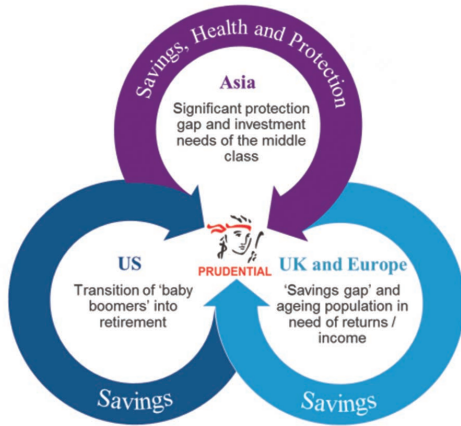 Savings, Health and Protection
Asia
Significant protection
gap and investment
needs of the middle
class
PRUDENTIAL
US
Transition of ‘baby
boomers’ into
retirement
Savings
UK and Europe
‘Savings gap’ and
ageing population in
need of returns /
income
Savings